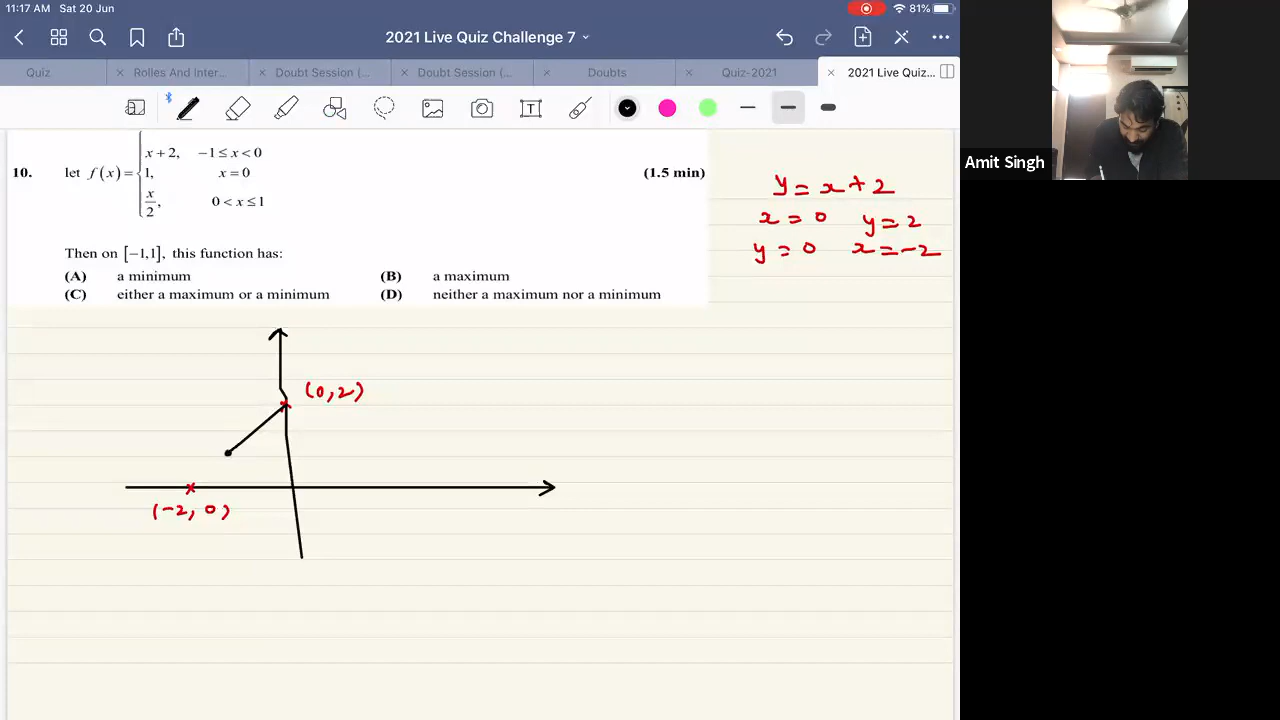 11:17 AM Sat 20 Jun
81%
2021 Live Quiz Challenge 7
Quiz
Rolles And Inter...
Doubt Session (...
Doubt Session (...
Doubts
Quiz-2021
2021 Live Quiz...
x + 2, -1 ≤ x < 0
10. let f(x) = 1, x = 0 (1.5 min)
x/2, 0 < x ≤ 1
Then on [-1,1], this function has:
(A) a minimum (B) a maximum
(C) either a maximum or a minimum (D) neither a maximum nor a minimum
y = x + 2
x = 0 y = 2
y = 0 x = -2
(0, 2)
(-2, 0)
Amit Singh